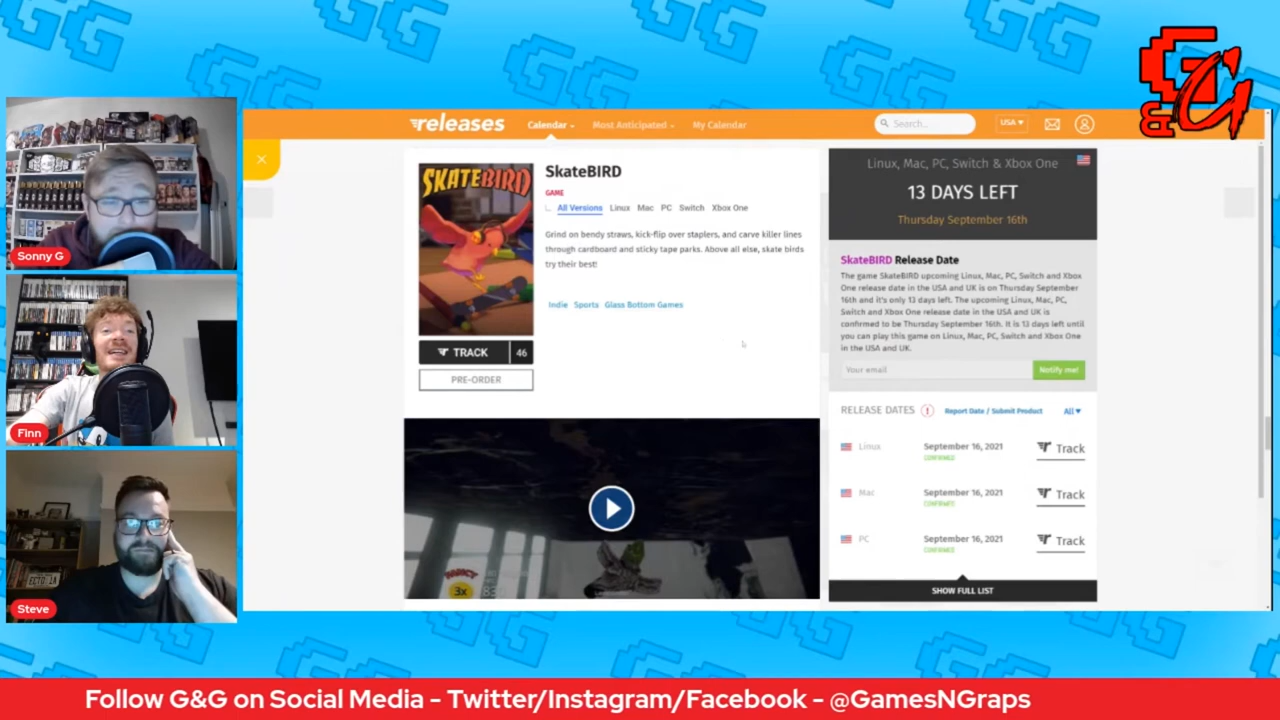 G
& G
Sonny G
Finn
ECTO-1A
Steve
releases
Calendar
Most Anticipated
My Calendar
Search...
USA
SKATEBIRD
SkateBIRD
GAME
All Versions Linux Mac PC Switch Xbox One
Grind on bendy straws, kick-flip over staplers, and carve killer lines
through cardboard and sticky tape parks. Above all else, skate birds
try their best!
Indie Sports Glass Bottom Games
TRACK 46
PRE-ORDER
3x
Linux, Mac, PC, Switch & Xbox One
13 DAYS LEFT
Thursday September 16th
SkateBIRD Release Date
The game SkateBIRD upcoming Linux, Mac, PC, Switch and Xbox
One release date in the USA and UK is on Thursday September
16th and it's only 13 days left. The upcoming Linux, Mac, PC,
Switch and Xbox One release date in the USA and UK is
confirmed to be Thursday September 16th. It is 13 days left until
you can play this game on Linux, Mac, PC, Switch and Xbox One
in the USA and UK.
Your email
Notify me!
RELEASE DATES ! Report Date / Submit Product All
Linux September 16, 2021 Track
CONFIRMED
Mac September 16, 2021 Track
CONFIRMED
PC September 16, 2021 Track
CONFIRMED
SHOW FULL LIST
Follow G&G on Social Media - Twitter/Instagram/Facebook - @GamesNGraps